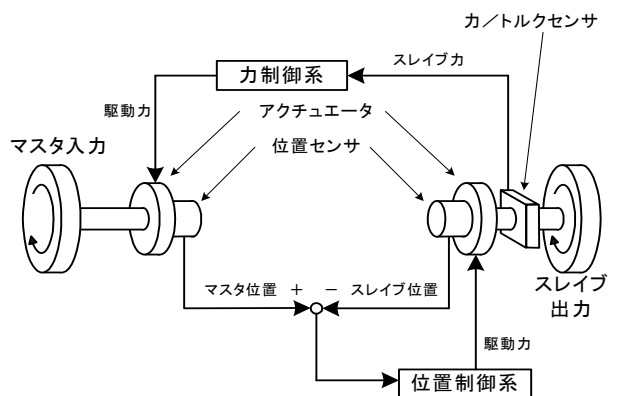 力／トルクセンサ
スレイブ力
力制御系
駆動力
アクチュエータ
マスタ入力
位置センサ
マスタ位置 + − スレイブ位置
スレイブ
出力
駆動力
位置制御系